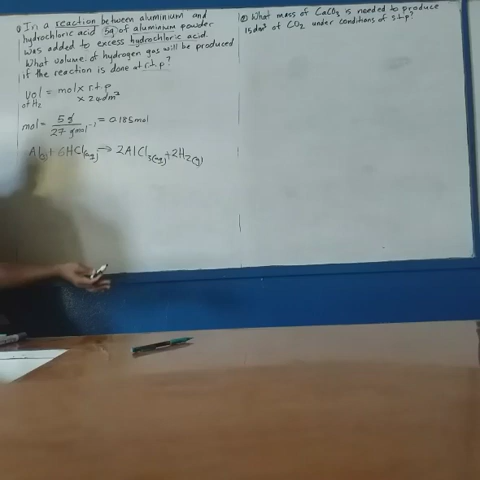 ① In a reaction between aluminium and
hydrochloric acid 5g of aluminium powder
was added to excess hydrochloric acid.
What volume of hydrogen gas will be produced
if the reaction is done at r.t.p?
Vol = mol x r.t.p
of H₂ x 24dm³
mol = 5g / 27 gmol⁻¹ = 0.185mol
Al(s) + 6HCl(aq) → 2AlCl₃(aq) + 2H₂(g)
② What mass of CaCO₃ is needed to produce
15dm³ of CO₂ under conditions of s.t.p?